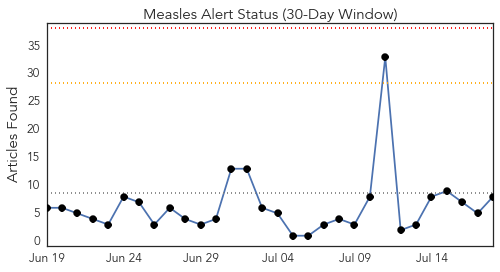 Measles Alert Status (30-Day Window)
Articles Found
35
30
25
20
15
10
5
0
Jun 19 Jun 24 Jun 29 Jul 04 Jul 09 Jul 14